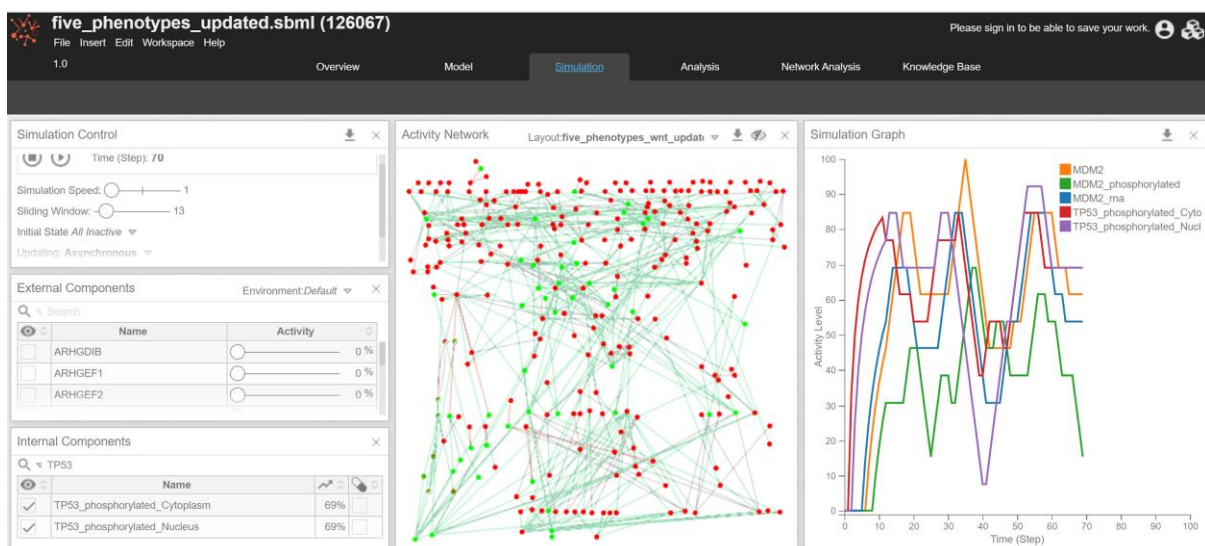 five_phenotypes_updated.sbml (126067)
File Insert Edit Workspace Help
Please sign in to be able to save your work.
1.0
Overview Model Simulation Analysis Network Analysis Knowledge Base
Simulation Control
Time (Step): 70
Simulation Speed: 1
Sliding Window: 13
Initial State All Inactive
Updating: Asynchronous
External Components Environment:Default
Search
Name Activity
ARHGDIB 0 %
ARHGEF1 0 %
ARHGEF2 0 %
Internal Components
TP53
Name
TP53_phosphorylated_Cytoplasm 69%
TP53_phosphorylated_Nucleus 69%
Activity Network Layout:five_phenotypes_wnt_updat
Simulation Graph
MDM2
MDM2_phosphorylated
MDM2_rna
TP53_phosphorylated_Cyto
TP53_phosphorylated_Nucl
Activity Level
100
90
80
70
60
50
40
30
20
10
0
0 10 20 30 40 50 60 70 80 90 100
Time (Step)